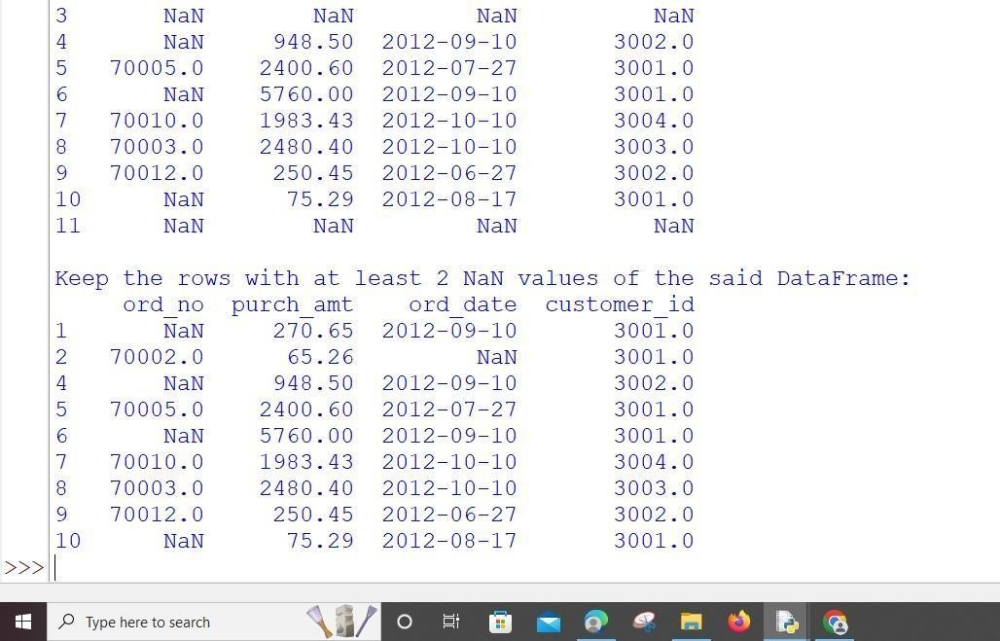 3        NaN        NaN         NaN          NaN
4        NaN     948.50  2012-09-10       3002.0
5    70005.0    2400.60  2012-07-27       3001.0
6        NaN    5760.00  2012-09-10       3001.0
7    70010.0    1983.43  2012-10-10       3004.0
8    70003.0    2480.40  2012-10-10       3003.0
9    70012.0     250.45  2012-06-27       3002.0
10       NaN      75.29  2012-08-17       3001.0
11       NaN        NaN         NaN          NaN
Keep the rows with at least 2 NaN values of the said DataFrame:
     ord_no  purch_amt    ord_date  customer_id
1        NaN     270.65  2012-09-10       3001.0
2    70002.0      65.26         NaN       3001.0
4        NaN     948.50  2012-09-10       3002.0
5    70005.0    2400.60  2012-07-27       3001.0
6        NaN    5760.00  2012-09-10       3001.0
7    70010.0    1983.43  2012-10-10       3004.0
8    70003.0    2480.40  2012-10-10       3003.0
9    70012.0     250.45  2012-06-27       3002.0
10       NaN      75.29  2012-08-17       3001.0
>>>
Type here to search